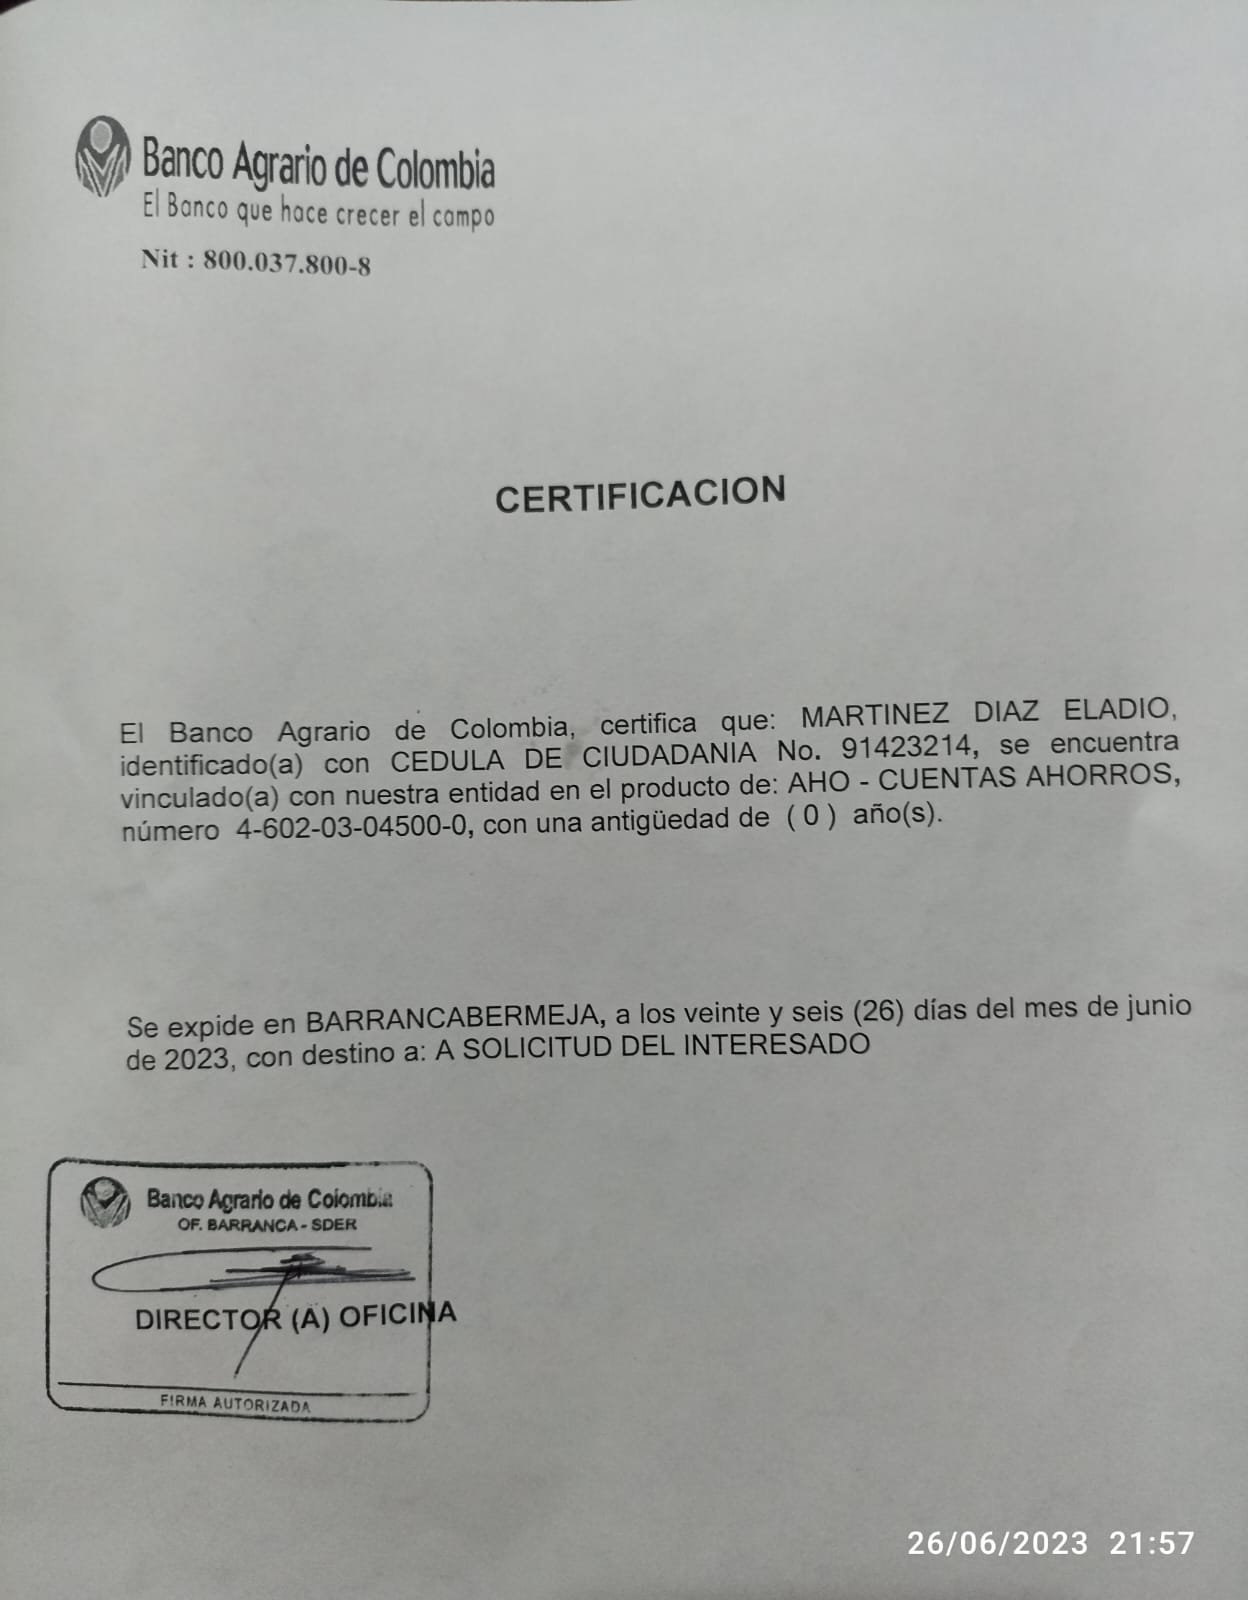 Banco Agrario de Colombia
El Banco que hace crecer el campo
Nit : 800.037.800-8
CERTIFICACION
El Banco Agrario de Colombia, certifica que: MARTINEZ DIAZ ELADIO,
identificado(a) con CEDULA DE CIUDADANIA No. 91423214, se encuentra
vinculado(a) con nuestra entidad en el producto de: AHO - CUENTAS AHORROS,
número 4-602-03-04500-0, con una antigüedad de ( 0 ) año(s).
Se expide en BARRANCABERMEJA, a los veinte y seis (26) días del mes de junio
de 2023, con destino a: A SOLICITUD DEL INTERESADO
Banco Agrario de Colombia
OF. BARRANCA - SDER
DIRECTOR (A) OFICINA
FIRMA AUTORIZADA
26/06/2023 21:57